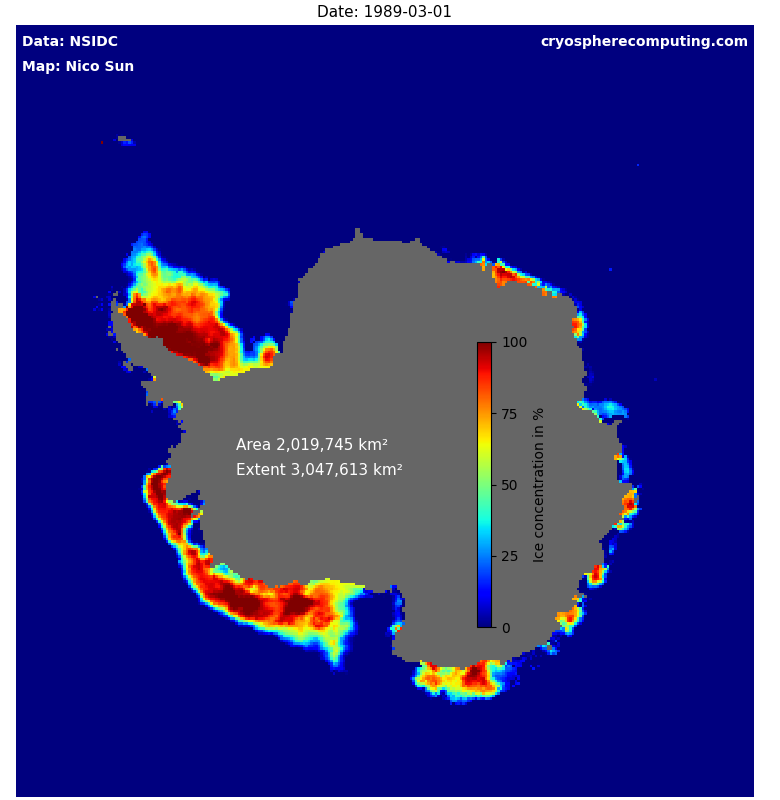 Date: 1989-03-01
Data: NSIDC
cryospherecomputing.com
Map: Nico Sun
Area 2,019,745 km²
Extent 3,047,613 km²
100
75
50
25
0
Ice concentration in %